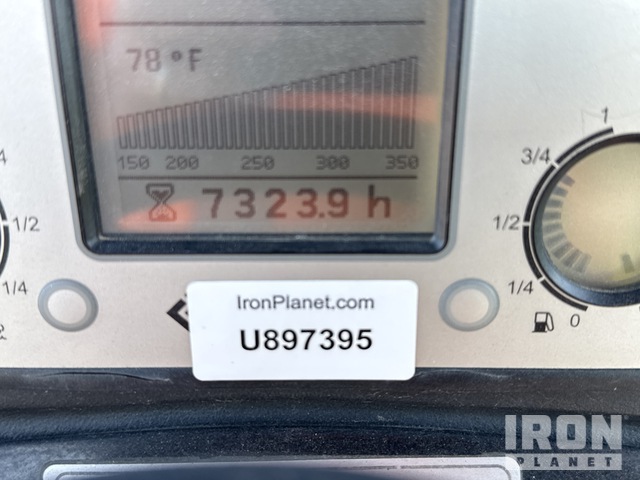 78°F
150 200 250 300 350
7323.9 h
1
3/4
1/2
1/4
0
1/2
1/4
IronPlanet.com
U897395
IRON
PLANET